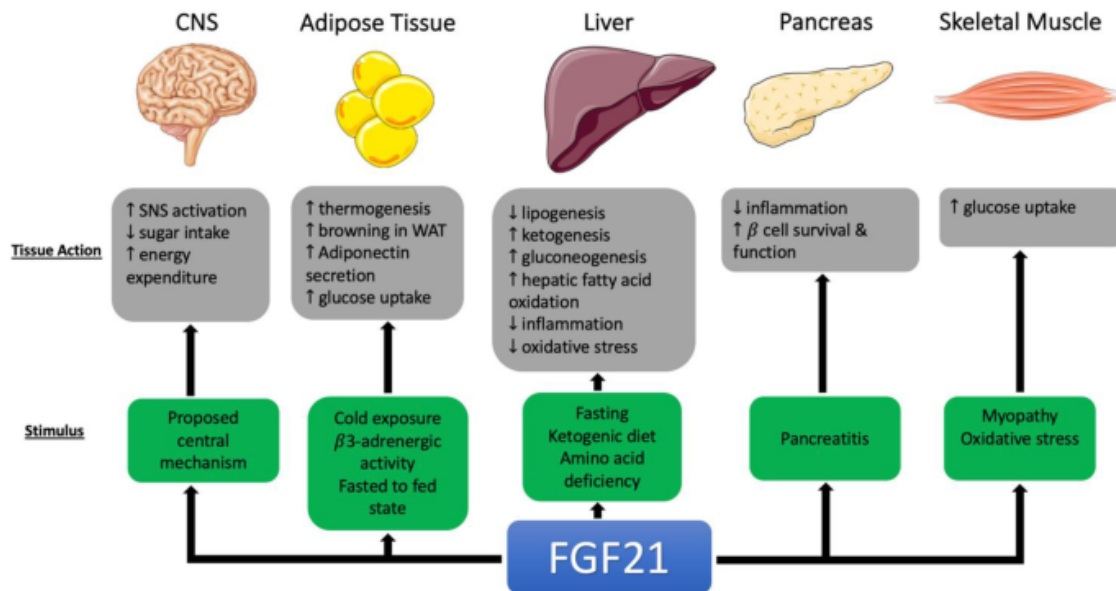 CNS
Adipose Tissue
Liver
Pancreas
Skeletal Muscle
Tissue Action
↑ SNS activation
↓ sugar intake
↑ energy
expenditure
↑ thermogenesis
↑ browning in WAT
↑ Adiponectin
secretion
↑ glucose uptake
↓ lipogenesis
↑ ketogenesis
↑ gluconeogenesis
↑ hepatic fatty acid
oxidation
↓ inflammation
↓ oxidative stress
↓ inflammation
↑ β cell survival &
function
↑ glucose uptake
Stimulus
Proposed
central
mechanism
Cold exposure
β3-adrenergic
activity
Fasted to fed
state
Fasting
Ketogenic diet
Amino acid
deficiency
Pancreatitis
Myopathy
Oxidative stress
FGF21